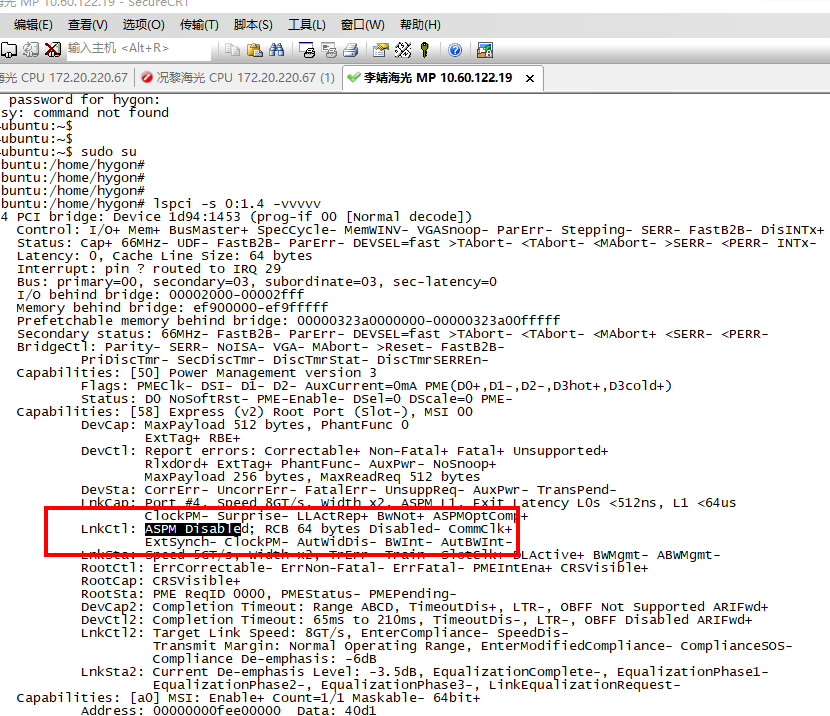 海光 MP 10.60.122.19 - SecureCRT
编辑(E) 查看(V) 选项(O) 传输(T) 脚本(S) 工具(L) 窗口(W) 帮助(H)
输入主机 <Alt+R>
海光 CPU 172.20.220.67 况黎海光 CPU 172.20.220.67 (1) 李婧海光 MP 10.60.122.19 ×
password for hygon:
sy: command not found
ubuntu:~$
ubuntu:~$
ubuntu:~$ sudo su
buntu:/home/hygon#
buntu:/home/hygon#
buntu:/home/hygon#
buntu:/home/hygon# lspci -s 0:1.4 -vvvvv
4 PCI bridge: Device 1d94:1453 (prog-if 00 [Normal decode])
Control: I/O+ Mem+ BusMaster+ SpecCycle- MemWINV- VGASnoop- ParErr- Stepping- SERR- FastB2B- DisINTx+
Status: Cap+ 66MHz- UDF- FastB2B- ParErr- DEVSEL=fast >TAbort- <TAbort- <MAbort- >SERR- <PERR- INTx-
Latency: 0, Cache Line Size: 64 bytes
Interrupt: pin ? routed to IRQ 29
Bus: primary=00, secondary=03, subordinate=03, sec-latency=0
I/O behind bridge: 00002000-00002fff
Memory behind bridge: ef900000-ef9fffff
Prefetchable memory behind bridge: 00000323a0000000-00000323a00fffff
Secondary status: 66MHz- FastB2B- ParErr- DEVSEL=fast >TAbort- <TAbort- <MAbort+ <SERR- <PERR-
BridgeCtl: Parity- SERR- NoISA- VGA- MAbort- >Reset- FastB2B-
PriDiscTmr- SecDiscTmr- DiscTmrStat- DiscTmrSERREn-
Capabilities: [50] Power Management version 3
Flags: PMEClk- DSI- D1- D2- AuxCurrent=0mA PME(D0+,D1-,D2-,D3hot+,D3cold+)
Status: D0 NoSoftRst- PME-Enable- DSel=0 DScale=0 PME-
Capabilities: [58] Express (v2) Root Port (Slot-), MSI 00
DevCap: MaxPayload 512 bytes, PhantFunc 0
ExtTag+ RBE+
DevCtl: Report errors: Correctable+ Non-Fatal+ Fatal+ Unsupported+
RlxdOrd+ ExtTag+ PhantFunc- AuxPwr- NoSnoop+
MaxPayload 256 bytes, MaxReadReq 512 bytes
DevSta: CorrErr- UncorrErr- FatalErr- UnsuppReq- AuxPwr- TransPend-
LnkCap: Port #4, Speed 8GT/s, Width x2, ASPM L1, Exit Latency L0s <512ns, L1 <64us
ClockPM- Surprise- LLActRep+ BwNot+ ASPMOptComp+
LnkCtl: ASPM Disabled; RCB 64 bytes Disabled- CommClk+
ExtSynch- ClockPM- AutWidDis- BWInt- AutBWInt-
LnkSta: Speed 5GT/s, Width x2, TrErr- Train- SlotClk+ DLActive+ BWMgmt- ABWMgmt-
RootCtl: ErrCorrectable- ErrNon-Fatal- ErrFatal- PMEIntEna+ CRSVisible+
RootCap: CRSVisible+
RootSta: PME ReqID 0000, PMEStatus- PMEPending-
DevCap2: Completion Timeout: Range ABCD, TimeoutDis+, LTR-, OBFF Not Supported ARIFwd+
DevCtl2: Completion Timeout: 65ms to 210ms, TimeoutDis-, LTR-, OBFF Disabled ARIFwd+
LnkCtl2: Target Link Speed: 8GT/s, EnterCompliance- SpeedDis-
Transmit Margin: Normal Operating Range, EnterModifiedCompliance- ComplianceSOS-
Compliance De-emphasis: -6dB
LnkSta2: Current De-emphasis Level: -3.5dB, EqualizationComplete-, EqualizationPhase1-
EqualizationPhase2-, EqualizationPhase3-, LinkEqualizationRequest-
Capabilities: [a0] MSI: Enable+ Count=1/1 Maskable- 64bit+
Address: 00000000fee00000 Data: 40d1